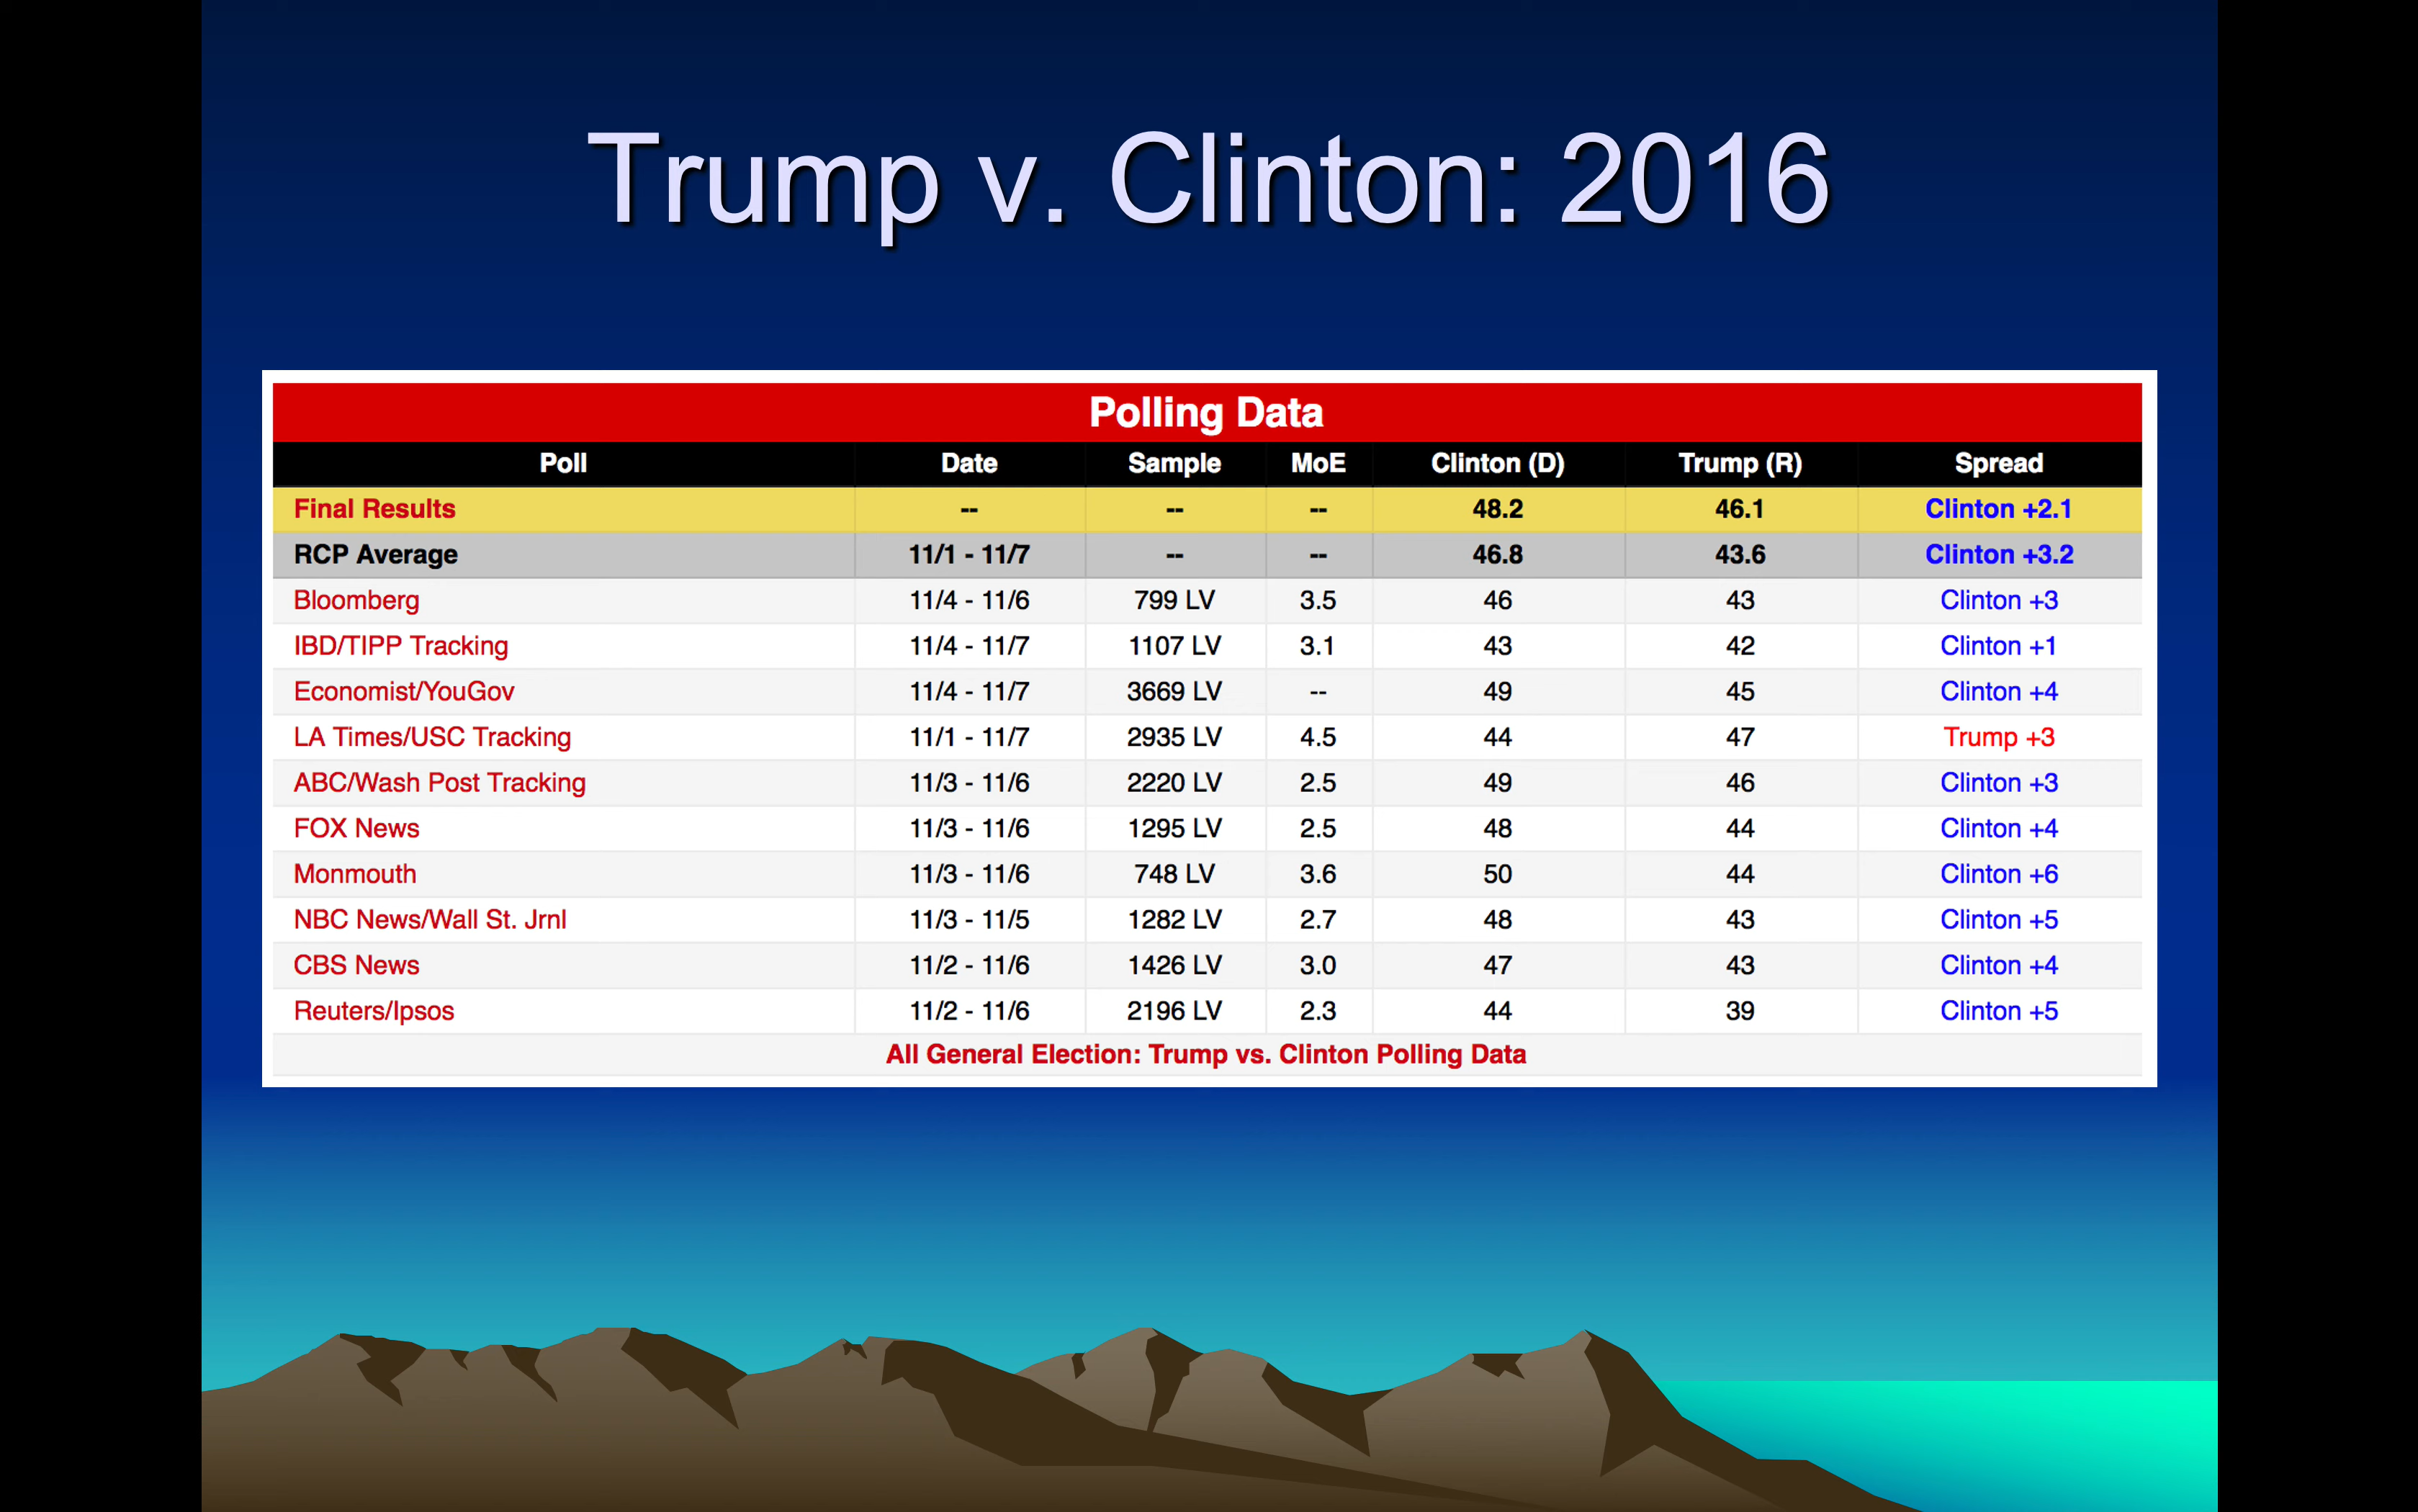 Trump v. Clinton: 2016
Polling Data
Poll Date Sample MoE Clinton (D) Trump (R) Spread
Final Results -- -- -- 48.2 46.1 Clinton +2.1
RCP Average 11/1 - 11/7 -- -- 46.8 43.6 Clinton +3.2
Bloomberg 11/4 - 11/6 799 LV 3.5 46 43 Clinton +3
IBD/TIPP Tracking 11/4 - 11/7 1107 LV 3.1 43 42 Clinton +1
Economist/YouGov 11/4 - 11/7 3669 LV -- 49 45 Clinton +4
LA Times/USC Tracking 11/1 - 11/7 2935 LV 4.5 44 47 Trump +3
ABC/Wash Post Tracking 11/3 - 11/6 2220 LV 2.5 49 46 Clinton +3
FOX News 11/3 - 11/6 1295 LV 2.5 48 44 Clinton +4
Monmouth 11/3 - 11/6 748 LV 3.6 50 44 Clinton +6
NBC News/Wall St. Jrnl 11/3 - 11/5 1282 LV 2.7 48 43 Clinton +5
CBS News 11/2 - 11/6 1426 LV 3.0 47 43 Clinton +4
Reuters/Ipsos 11/2 - 11/6 2196 LV 2.3 44 39 Clinton +5
All General Election: Trump vs. Clinton Polling Data